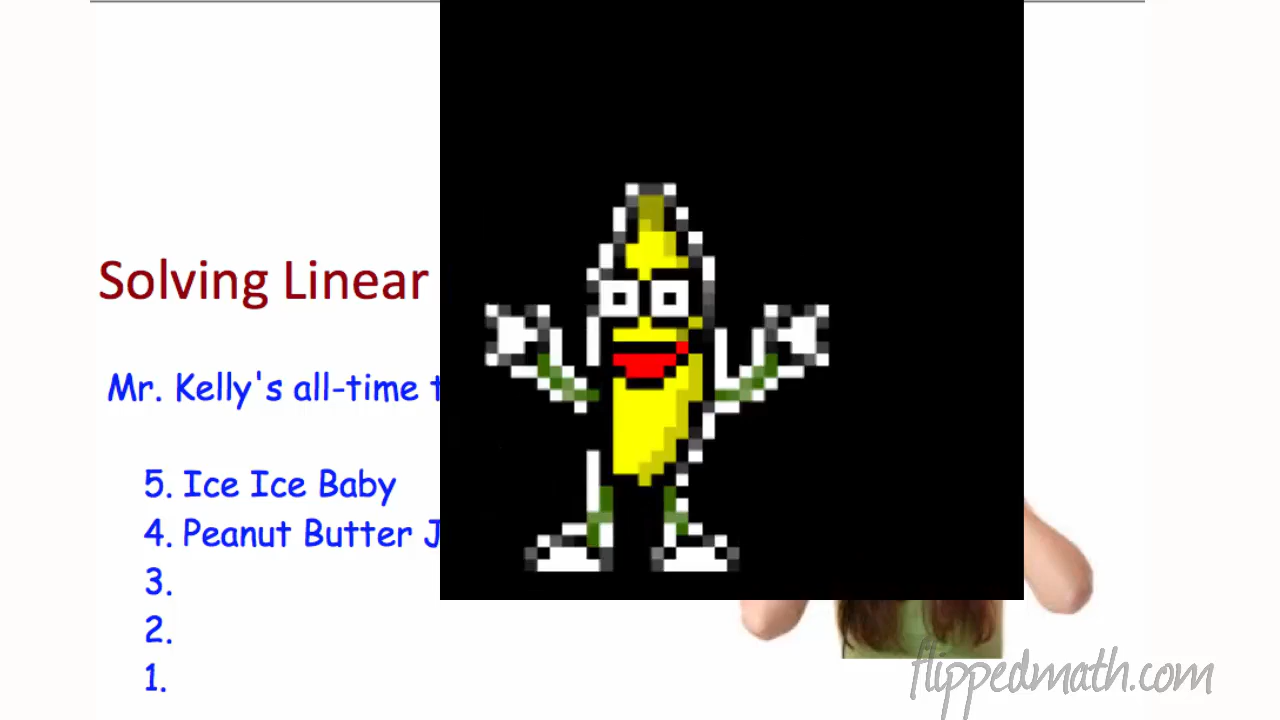 Solving Linear
Mr. Kelly's all-time t
5. Ice Ice Baby
4. Peanut Butter J
3.
2.
1.
flippedmath.com